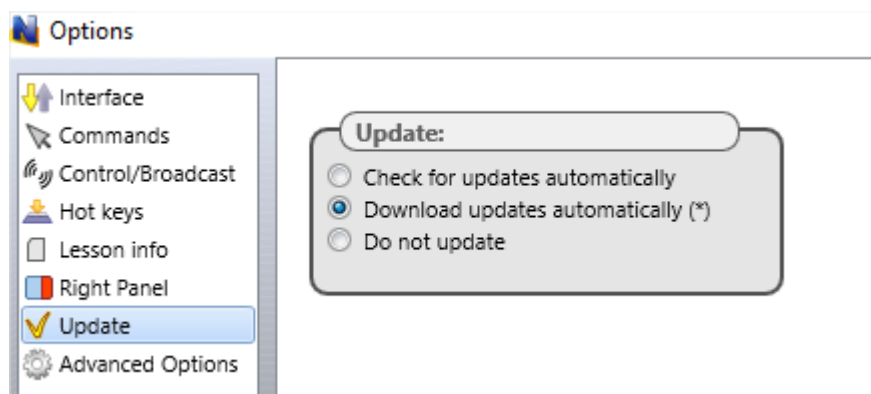 Options
Interface
Commands
Control/Broadcast
Hot keys
Lesson info
Right Panel
Update
Advanced Options
Update:
Check for updates automatically
Download updates automatically (*)
Do not update